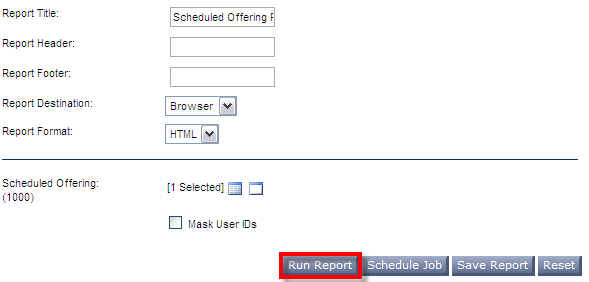 Report Title: Scheduled Offering F
Report Header:
Report Footer:
Report Destination: Browser
Report Format: HTML
Scheduled Offering: [1 Selected]
(1000)
Mask User IDs
Run Report Schedule Job Save Report Reset